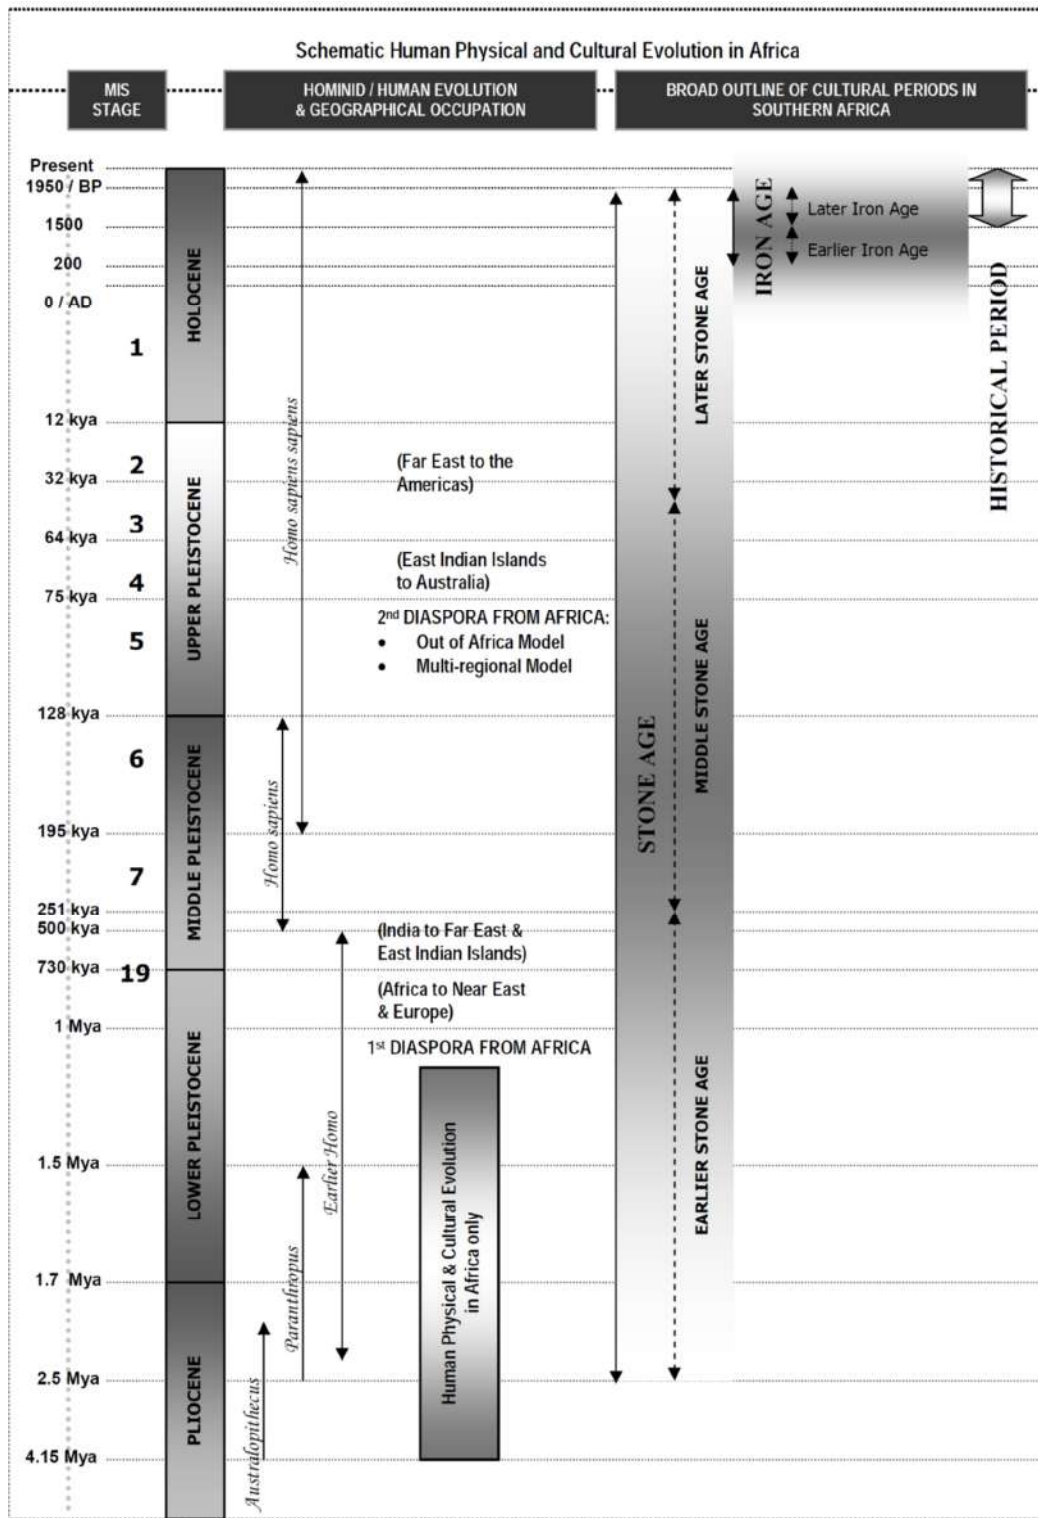 Schematic Human Physical and Cultural Evolution in Africa
MIS
STAGE
HOMINID / HUMAN EVOLUTION
& GEOGRAPHICAL OCCUPATION
BROAD OUTLINE OF CULTURAL PERIODS IN
SOUTHERN AFRICA
Present
1950 / BP
1500
200
0 / AD
12 kya
32 kya
64 kya
75 kya
128 kya
195 kya
251 kya
500 kya
730 kya
1 Mya
1.5 Mya
1.7 Mya
2.5 Mya
4.15 Mya
1
2
3
4
5
6
7
19
HOLOCENE
UPPER PLEISTOCENE
MIDDLE PLEISTOCENE
LOWER PLEISTOCENE
PLIOCENE
Homo sapiens sapiens
Homo sapiens
Earlier Homo
Paranthropus
Australopithecus
(Far East to the
Americas)
(East Indian Islands
to Australia)
2nd DIASPORA FROM AFRICA:
• Out of Africa Model
• Multi-regional Model
(India to Far East &
East Indian Islands)
(Africa to Near East
& Europe)
1st DIASPORA FROM AFRICA
Human Physical & Cultural Evolution
in Africa only
STONE AGE
LATER STONE AGE
MIDDLE STONE AGE
EARLIER STONE AGE
IRON AGE
Later Iron Age
Earlier Iron Age
HISTORICAL PERIOD